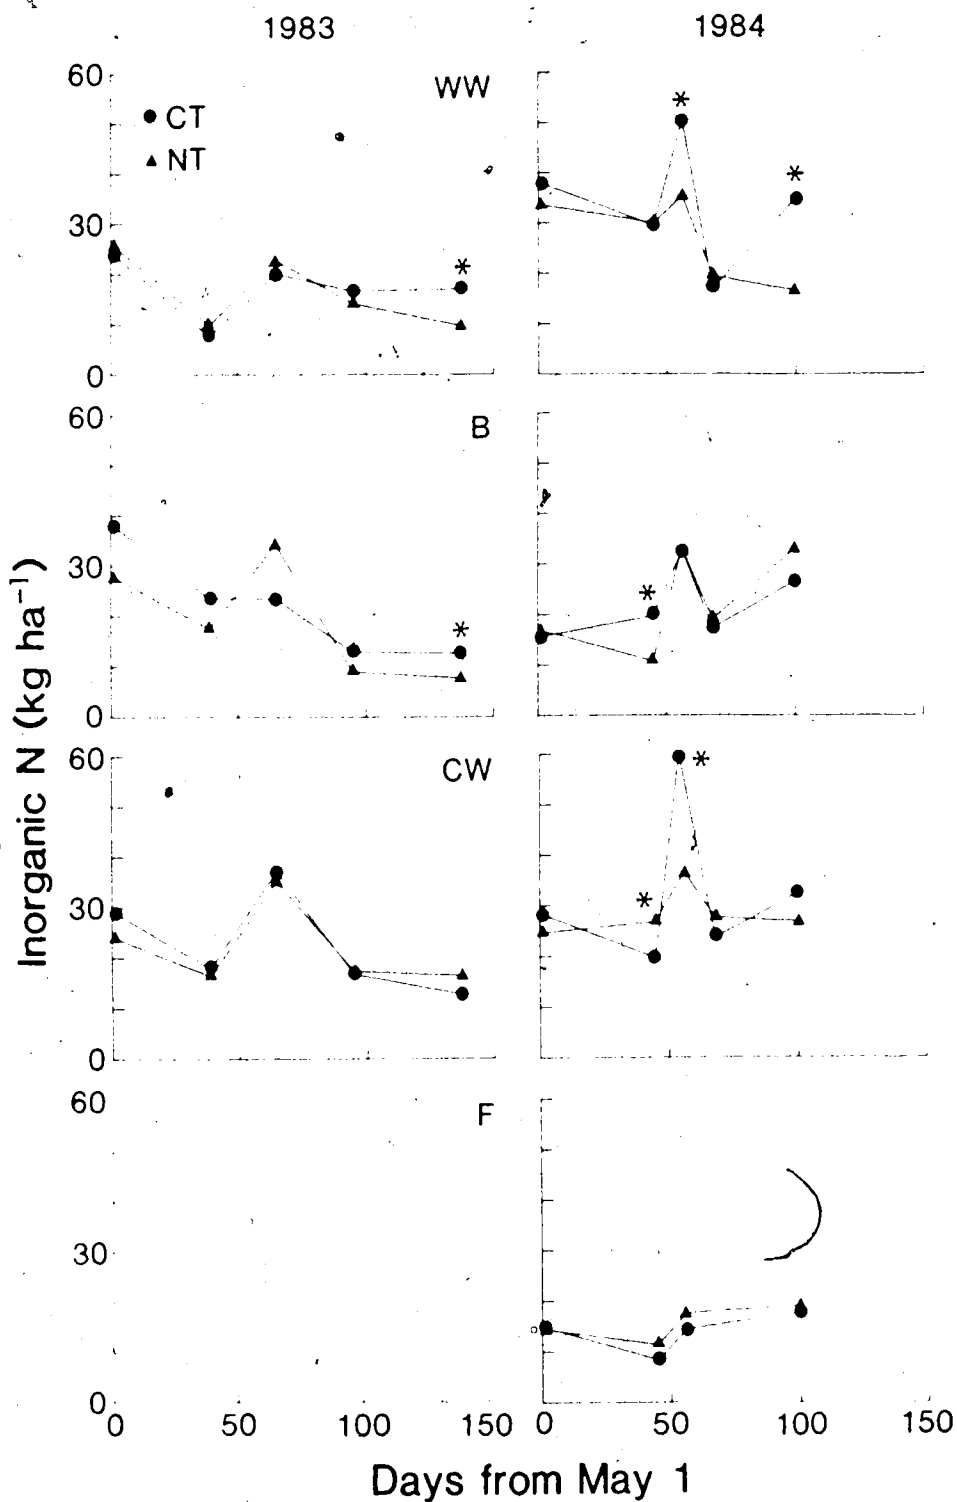 1983 1984
60 WW *
CT
NT *
30
*
0
60 B
30 *
*
0
60 CW *
30 *
0
60 F
30
0
0 50 100 150 0 50 100 150
Inorganic N (kg ha⁻¹)
Days from May 1